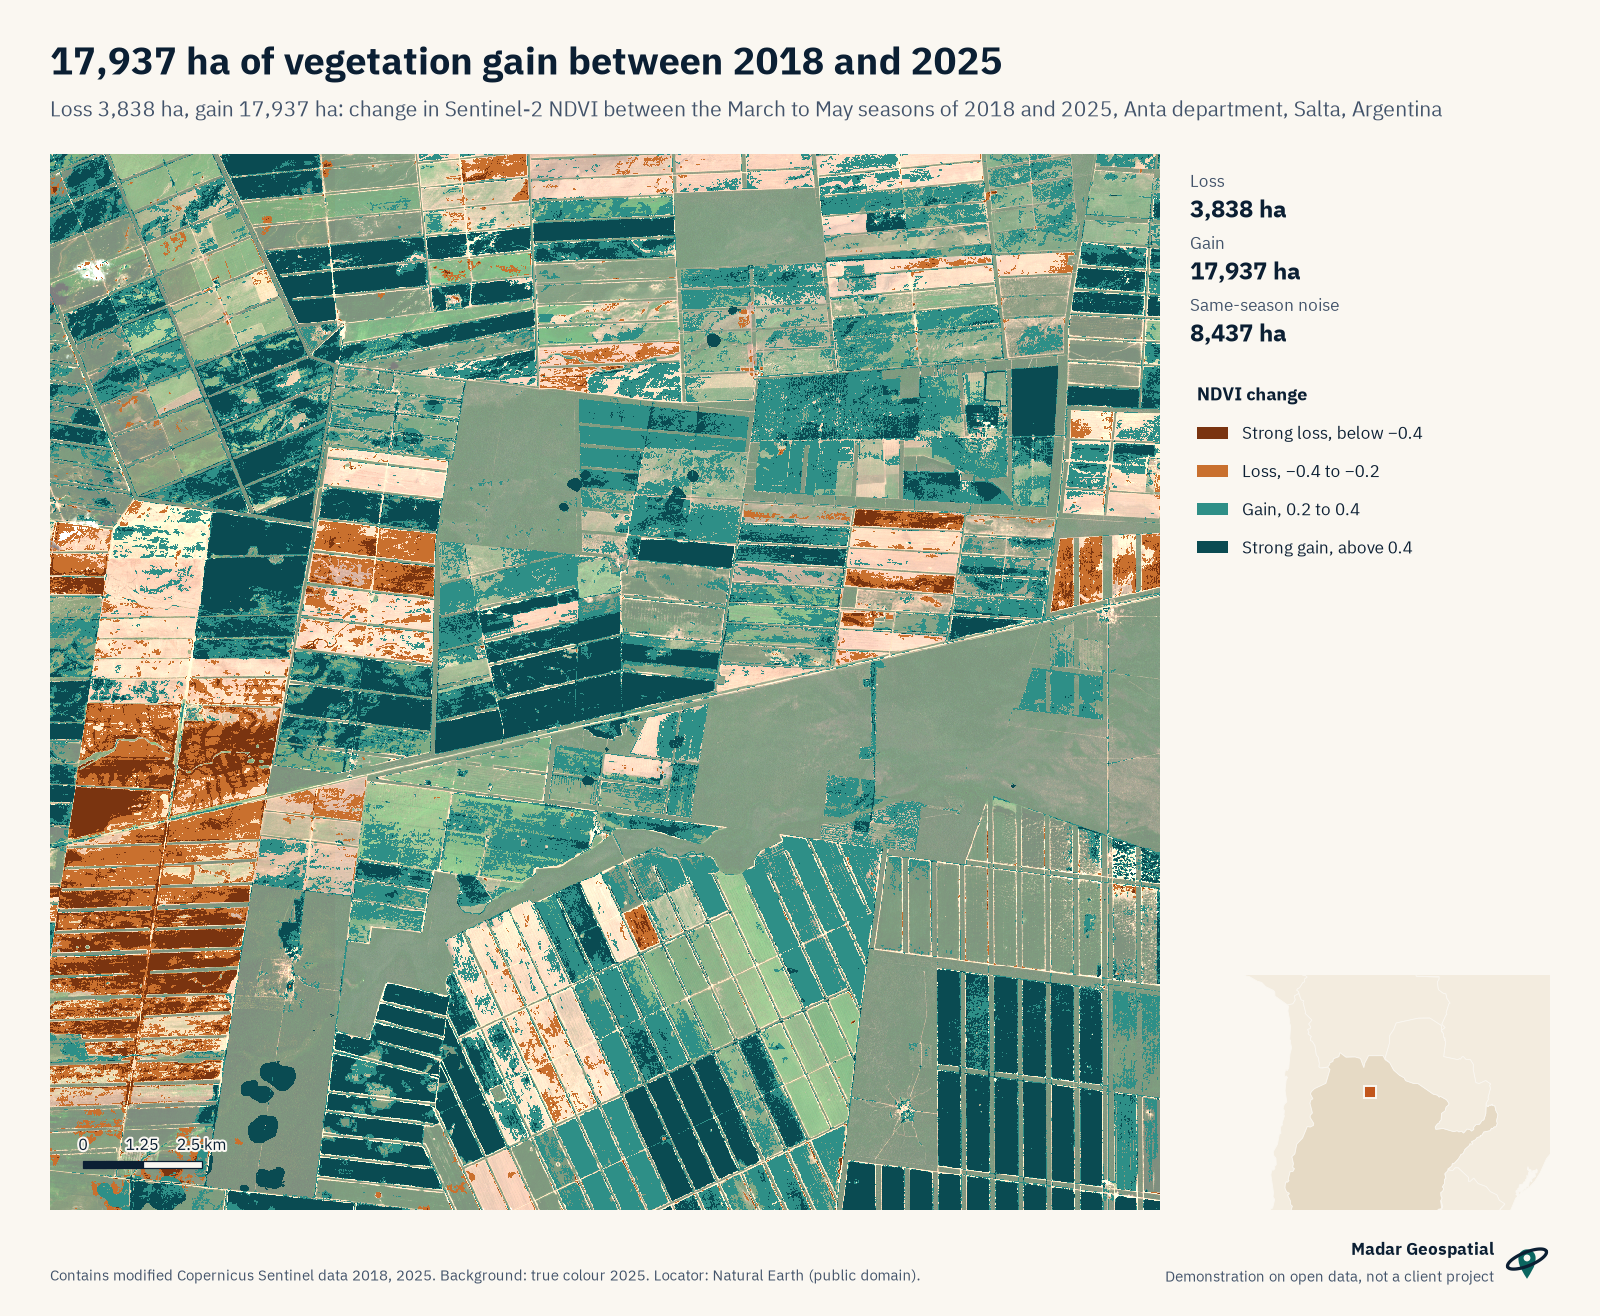 17,937 ha of vegetation gain between 2018 and 2025
Loss 3,838 ha, gain 17,937 ha: change in Sentinel-2 NDVI between the March to May seasons of 2018 and 2025, Anta department, Salta, Argentina
Loss
3,838 ha
Gain
17,937 ha
Same-season noise
8,437 ha
NDVI change
Strong loss, below −0.4
Loss, −0.4 to −0.2
Gain, 0.2 to 0.4
Strong gain, above 0.4
0 1.25 2.5 km
Madar Geospatial
Contains modified Copernicus Sentinel data 2018, 2025. Background: true colour 2025. Locator: Natural Earth (public domain).
Demonstration on open data, not a client project